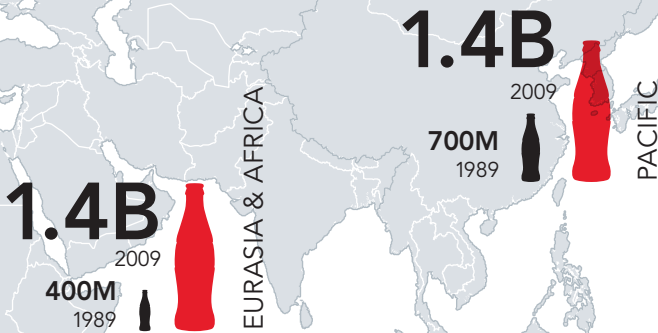 1.4B
2009
700M
1989
PACIFIC
1.4B
2009
400M
1989
EURASIA & AFRICA